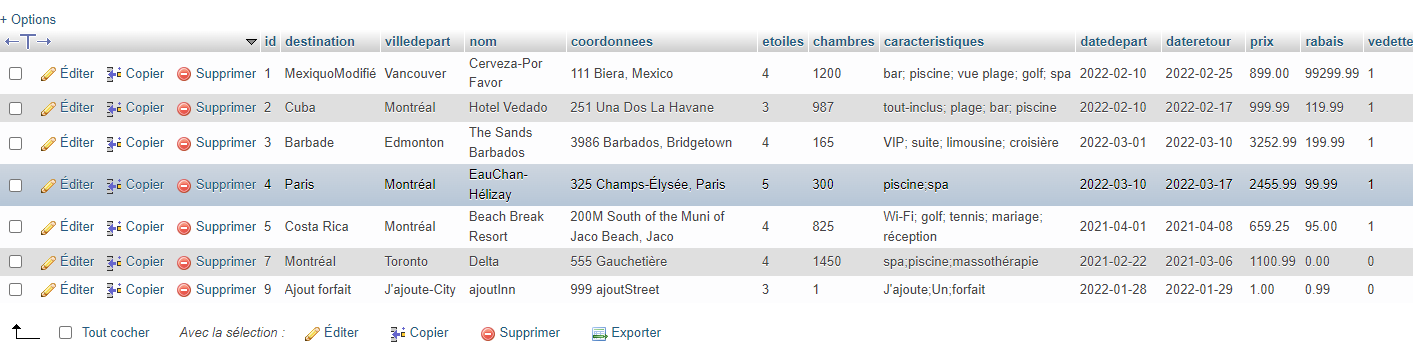 + Options
id destination villedepart nom coordonnees etoiles chambres caracteristiques datedepart dateretour prix rabais vedette
Éditer Copier Supprimer 1 MexiquoModifié Vancouver Cerveza-Por Favor 111 Biera, Mexico 4 1200 bar; piscine; vue plage; golf; spa 2022-02-10 2022-02-25 899.00 99299.99 1
Éditer Copier Supprimer 2 Cuba Montréal Hotel Vedado 251 Una Dos La Havane 3 987 tout-inclus; plage; bar; piscine 2022-02-10 2022-02-17 999.99 119.99 1
Éditer Copier Supprimer 3 Barbade Edmonton The Sands Barbados 3986 Barbados, Bridgetown 4 165 VIP; suite; limousine; croisière 2022-03-01 2022-03-10 3252.99 199.99 1
Éditer Copier Supprimer 4 Paris Montréal EauChan-Hélizay 325 Champs-Élysée, Paris 5 300 piscine;spa 2022-03-10 2022-03-17 2455.99 99.99 1
Éditer Copier Supprimer 5 Costa Rica Montréal Beach Break Resort 200M South of the Muni of Jaco Beach, Jaco 4 825 Wi-Fi; golf; tennis; mariage; réception 2021-04-01 2021-04-08 659.25 95.00 1
Éditer Copier Supprimer 7 Montréal Toronto Delta 555 Gauchetière 4 1450 spa;piscine;massothérapie 2021-02-22 2021-03-06 1100.99 0.00 0
Éditer Copier Supprimer 9 Ajout forfait J'ajoute-City ajoutInn 999 ajoutStreet 3 1 J'ajoute;Un;forfait 2022-01-28 2022-01-29 1.00 0.99 0
Tout cocher Avec la sélection : Éditer Copier Supprimer Exporter